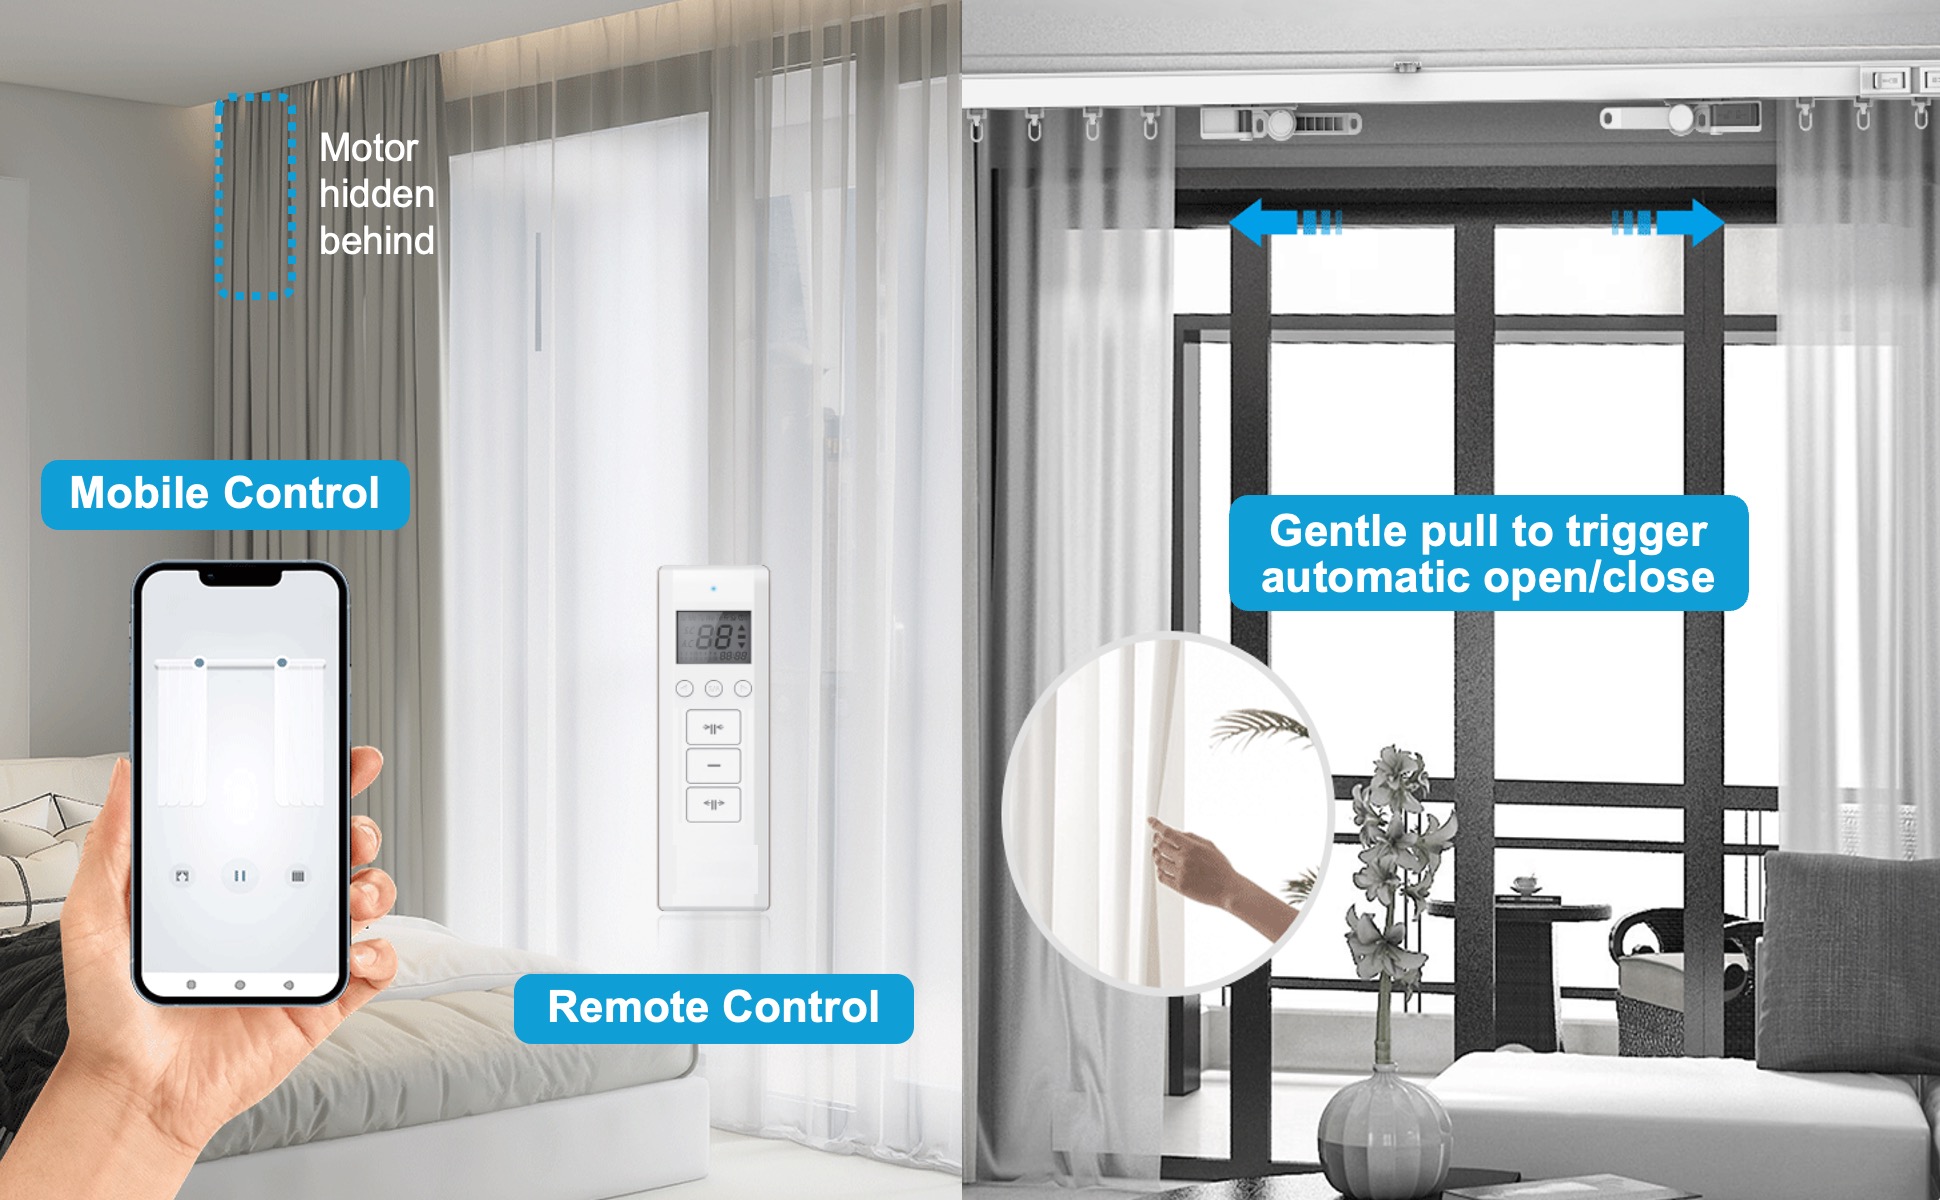 Motor
hidden
behind
Mobile Control
Remote Control
Gentle pull to trigger
automatic open/close